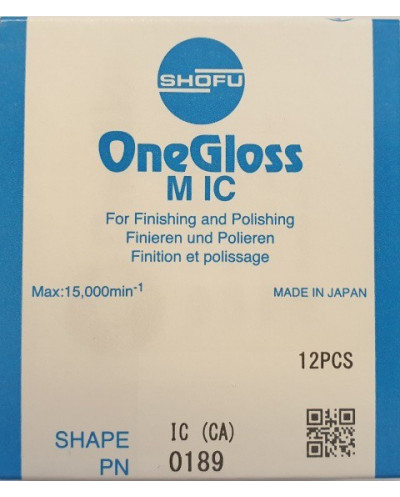 SHOFU
OneGloss
M IC
For Finishing and Polishing
Finieren und Polieren
Finition et polissage
Max:15,000min-1
MADE IN JAPAN
12PCS
SHAPE IC (CA)
PN 0189